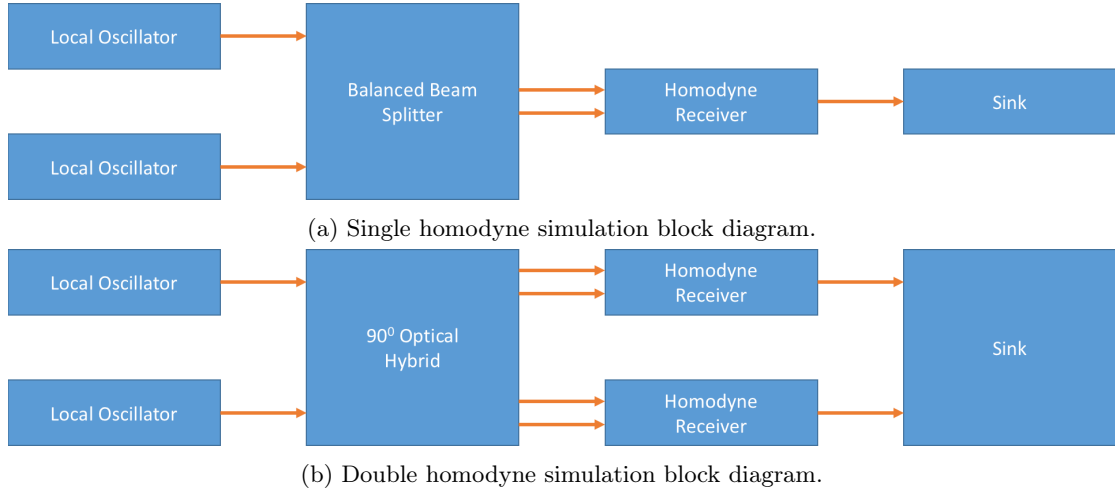 Local Oscillator
Balanced Beam
Splitter
Homodyne
Receiver
Sink
Local Oscillator
(a) Single homodyne simulation block diagram.
Local Oscillator
90⁰ Optical
Hybrid
Homodyne
Receiver
Sink
Local Oscillator
Homodyne
Receiver
(b) Double homodyne simulation block diagram.